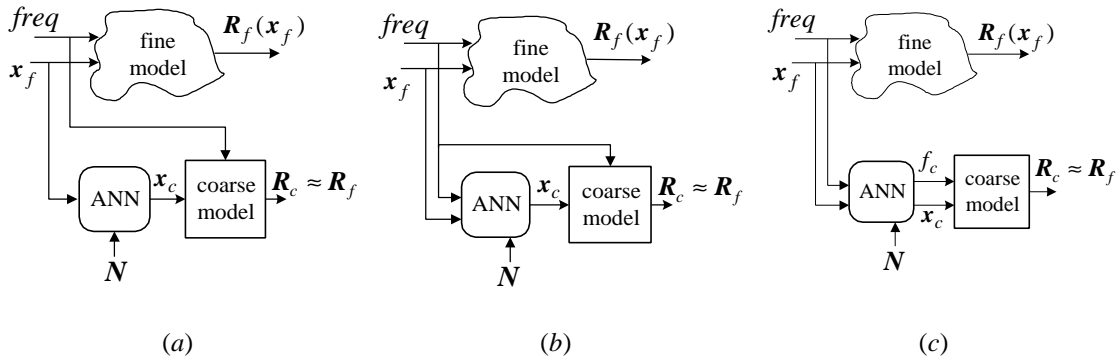 freq
x_f
fine
model
R_f(x_f)
ANN
x_c
coarse
model
R_c ≈ R_f
N
(a)
freq
x_f
fine
model
R_f(x_f)
ANN
x_c
coarse
model
R_c ≈ R_f
N
(b)
freq
x_f
fine
model
R_f(x_f)
ANN
f_c
x_c
coarse
model
R_c ≈ R_f
N
(c)